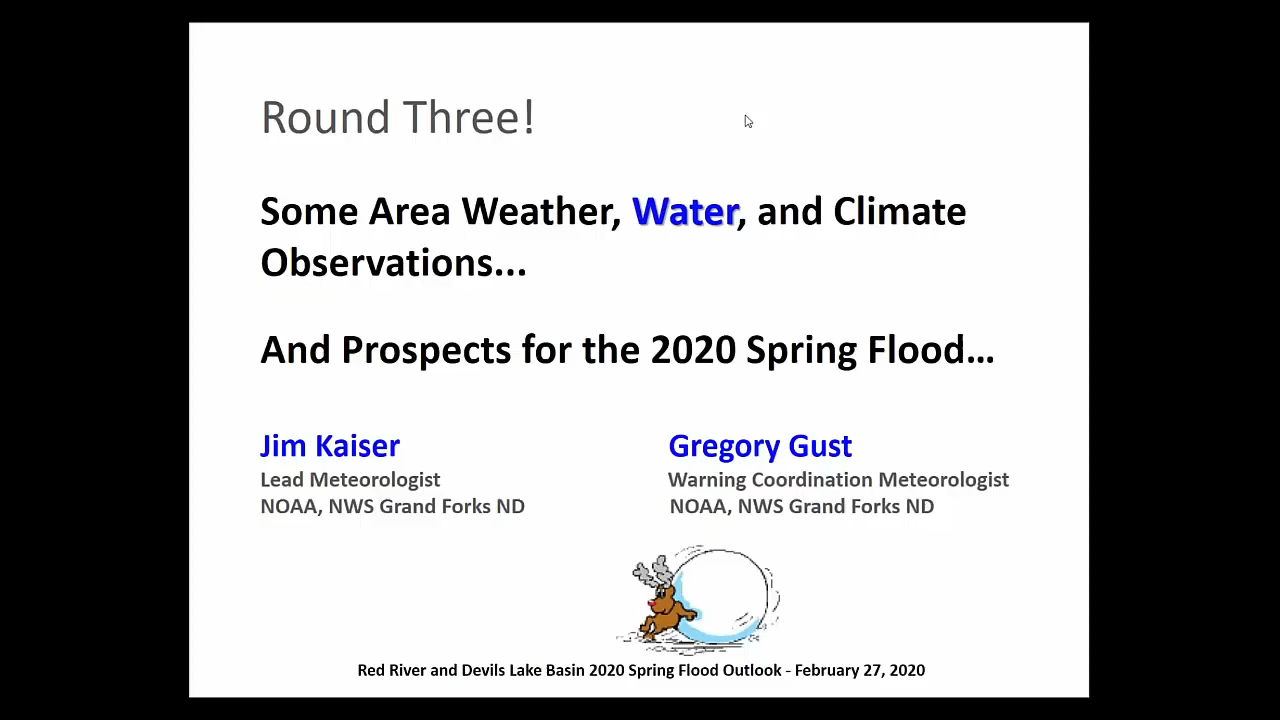 Round Three!
Some Area Weather, Water, and Climate
Observations...
And Prospects for the 2020 Spring Flood...
Jim Kaiser
Lead Meteorologist
NOAA, NWS Grand Forks ND
Gregory Gust
Warning Coordination Meteorologist
NOAA, NWS Grand Forks ND
Red River and Devils Lake Basin 2020 Spring Flood Outlook - February 27, 2020